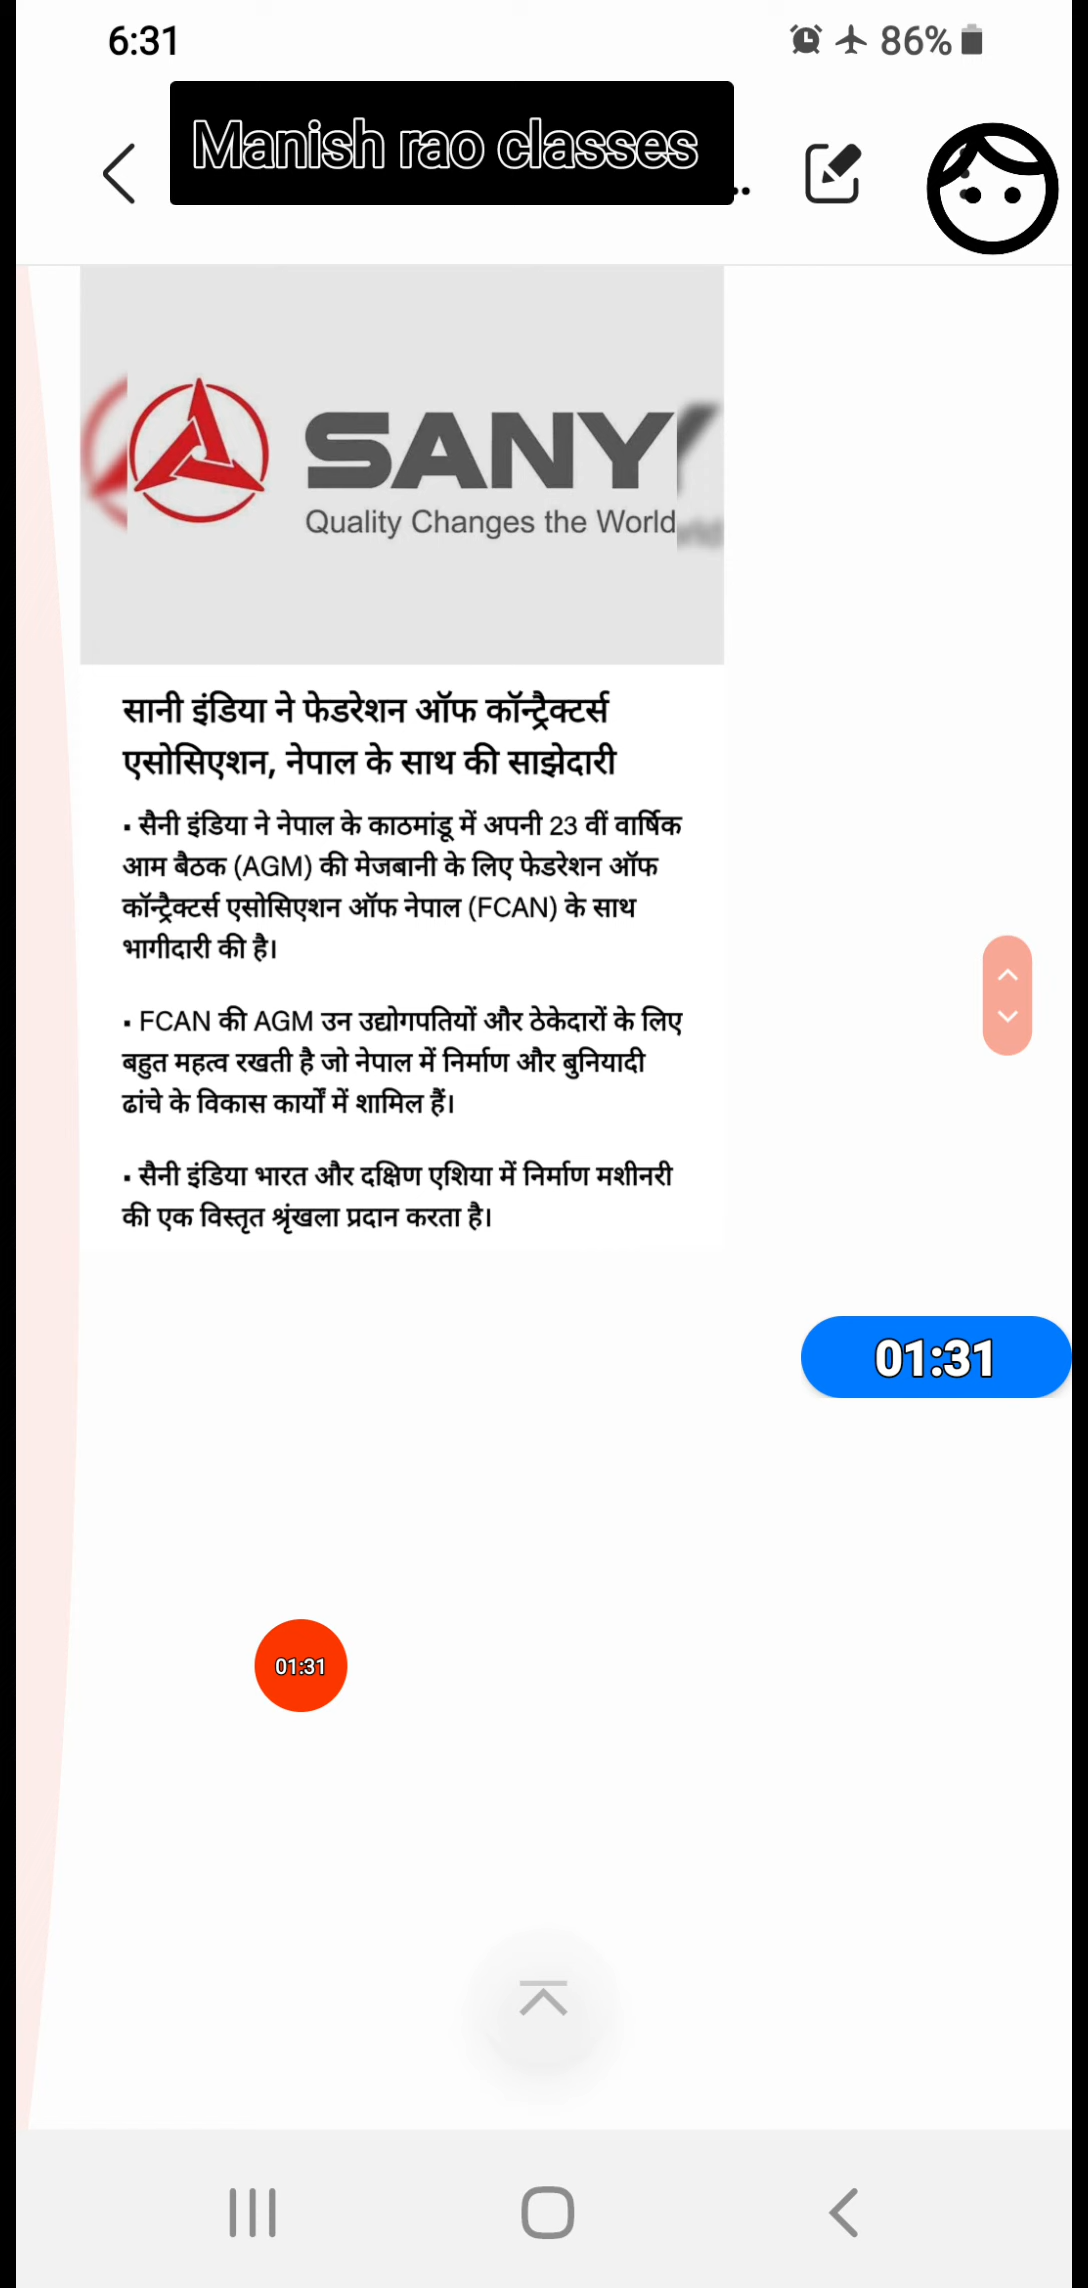 6:31
86%
Manish rao classes
..
SANY
Quality Changes the World
सानी इंडिया ने फेडरेशन ऑफ कॉन्ट्रैक्टर्स
एसोसिएशन, नेपाल के साथ की साझेदारी
▪ सैनी इंडिया ने नेपाल के काठमांडू में अपनी 23 वीं वार्षिक
आम बैठक (AGM) की मेजबानी के लिए फेडरेशन ऑफ
कॉन्ट्रैक्टर्स एसोसिएशन ऑफ नेपाल (FCAN) के साथ
भागीदारी की है।
▪ FCAN की AGM उन उद्योगपतियों और ठेकेदारों के लिए
बहुत महत्व रखती है जो नेपाल में निर्माण और बुनियादी
ढांचे के विकास कार्यों में शामिल हैं।
▪ सैनी इंडिया भारत और दक्षिण एशिया में निर्माण मशीनरी
की एक विस्तृत श्रृंखला प्रदान करता है।
01:31
01:31